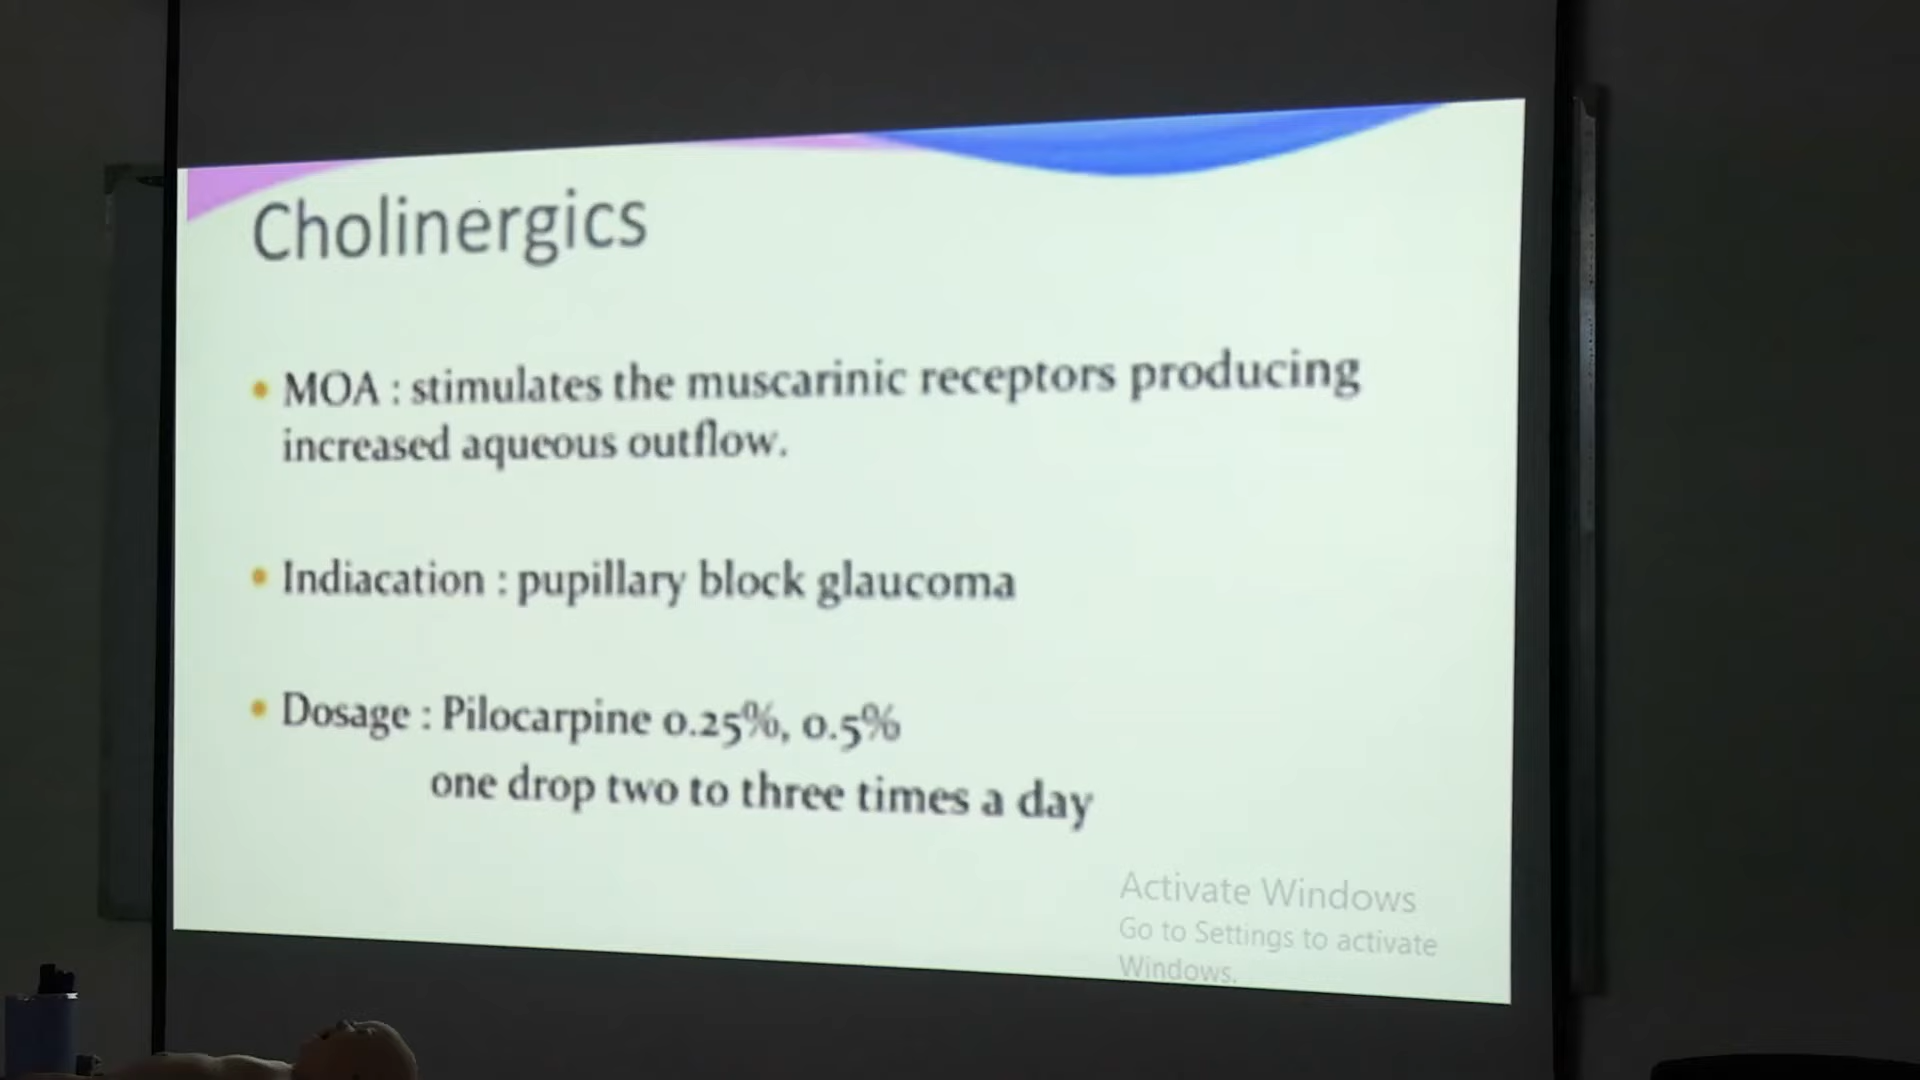 Cholinergics
• MOA : stimulates the muscarinic receptors producing
increased aqueous outflow.
• Indiacation : pupillary block glaucoma
• Dosage : Pilocarpine 0.25%, 0.5%
one drop two to three times a day
Activate Windows
Go to Settings to activate
Windows.